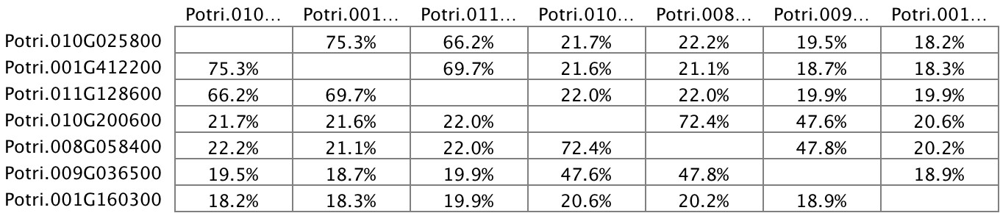 Potri.010... Potri.001... Potri.011... Potri.010... Potri.008... Potri.009... Potri.001...
Potri.010G025800 75.3% 66.2% 21.7% 22.2% 19.5% 18.2%
Potri.001G412200 75.3% 69.7% 21.6% 21.1% 18.7% 18.3%
Potri.011G128600 66.2% 69.7% 22.0% 22.0% 19.9% 19.9%
Potri.010G200600 21.7% 21.6% 22.0% 72.4% 47.6% 20.6%
Potri.008G058400 22.2% 21.1% 22.0% 72.4% 47.8% 20.2%
Potri.009G036500 19.5% 18.7% 19.9% 47.6% 47.8% 18.9%
Potri.001G160300 18.2% 18.3% 19.9% 20.6% 20.2% 18.9%